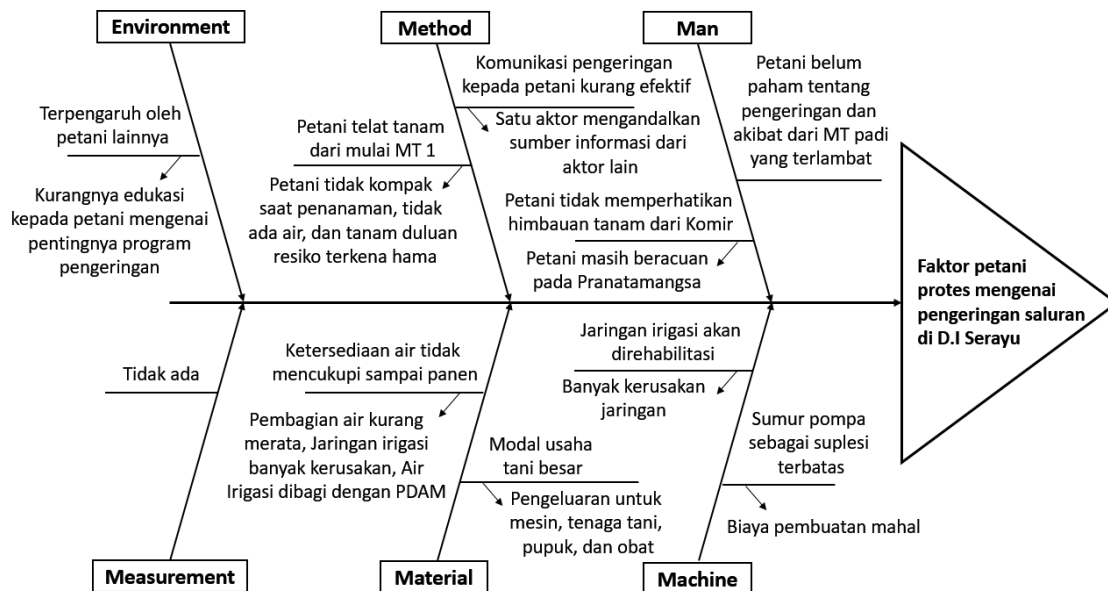 Environment
Method
Man
Terpengaruh oleh
petani lainnya
Kurangnya edukasi
kepada petani mengenai
pentingnya program
pengeringan
Komunikasi pengeringan
kepada petani kurang efektif
Satu aktor mengandalkan
sumber informasi dari
aktor lain
Petani telat tanam
dari mulai MT 1
Petani tidak kompak
saat penanaman, tidak
ada air, dan tanam duluan
resiko terkena hama
Petani belum
paham tentang
pengeringan dan
akibat dari MT padi
yang terlambat
Petani tidak memperhatikan
himbauan tanam dari Komir
Petani masih beracuan
pada Pranatamangsa
Faktor petani
protes mengenai
pengeringan saluran
di D.I Serayu
Tidak ada
Ketersediaan air tidak
mencukupi sampai panen
Pembagian air kurang
merata, Jaringan irigasi
banyak kerusakan, Air
Irigasi dibagi dengan PDAM
Modal usaha
tani besar
Pengeluaran untuk
mesin, tenaga tani,
pupuk, dan obat
Jaringan irigasi akan
direhabilitasi
Banyak kerusakan
jaringan
Sumur pompa
sebagai suplesi
terbatas
Biaya pembuatan mahal
Measurement
Material
Machine